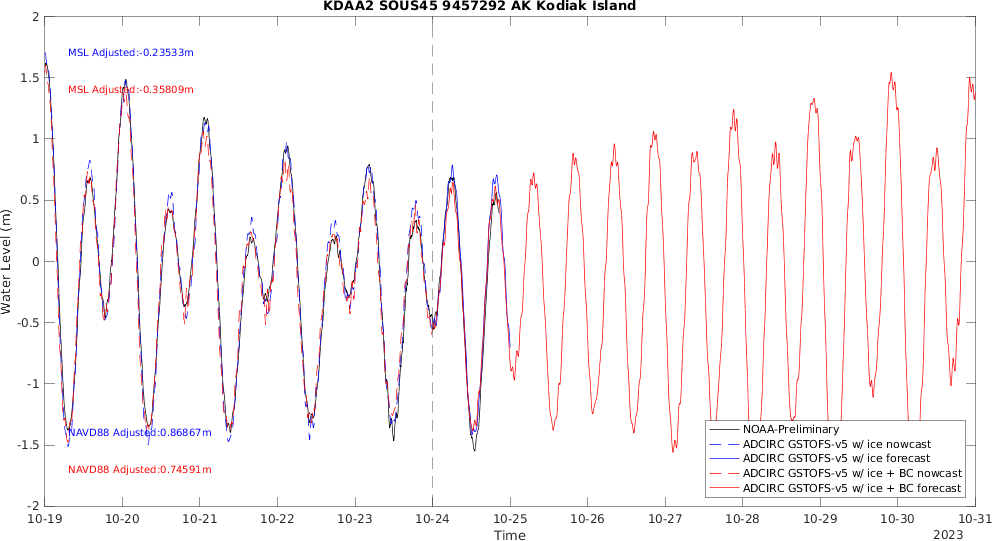 KDAA2 SOUS45 9457292 AK Kodiak Island
MSL Adjusted:-0.23533m
MSL Adjusted:-0.35809m
NAVD88 Adjusted:0.86867m
NAVD88 Adjusted:0.74591m
Water Level (m)
2
1.5
1
0.5
0
-0.5
-1
-1.5
-2
NOAA-Preliminary
ADCIRC GSTOFS-v5 w/ ice nowcast
ADCIRC GSTOFS-v5 w/ ice forecast
ADCIRC GSTOFS-v5 w/ ice + BC nowcast
ADCIRC GSTOFS-v5 w/ ice + BC forecast
10-19 10-20 10-21 10-22 10-23 10-24 10-25 10-26 10-27 10-28 10-29 10-30 10-31
Time
2023